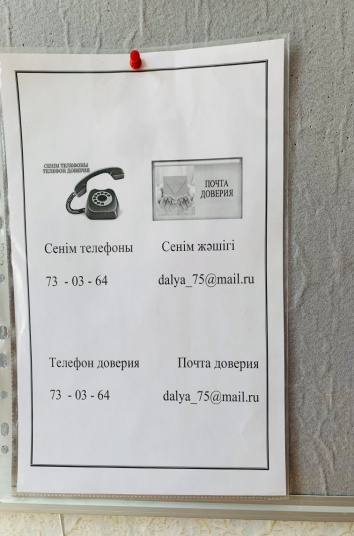 СЕНІМ ТЕЛЕФОНЫ
ТЕЛЕФОН ДОВЕРИЯ
ПОЧТА
ДОВЕРИЯ
Сенім телефоны Сенім жәшігі
73 - 03 - 64 dalya_75@mail.ru
Телефон доверия Почта доверия
73 - 03 - 64 dalya_75@mail.ru